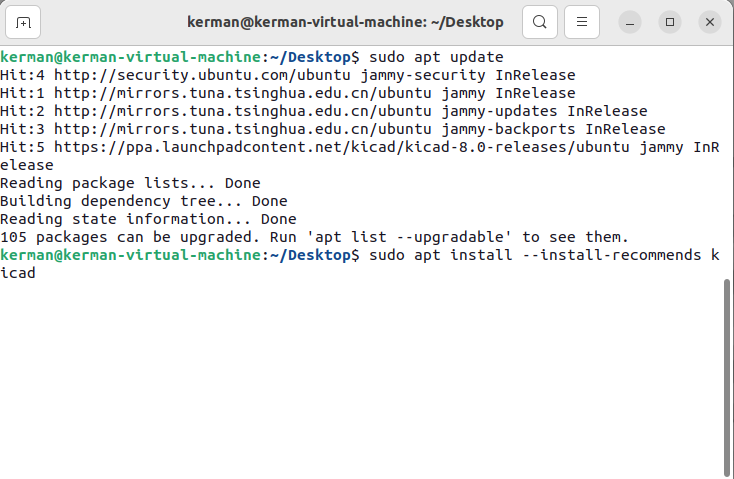 kerman@kerman-virtual-machine: ~/Desktop
kerman@kerman-virtual-machine:~/Desktop$ sudo apt update
Hit:4 http://security.ubuntu.com/ubuntu jammy-security InRelease
Hit:1 http://mirrors.tuna.tsinghua.edu.cn/ubuntu jammy InRelease
Hit:2 http://mirrors.tuna.tsinghua.edu.cn/ubuntu jammy-updates InRelease
Hit:3 http://mirrors.tuna.tsinghua.edu.cn/ubuntu jammy-backports InRelease
Hit:5 https://ppa.launchpadcontent.net/kicad/kicad-8.0-releases/ubuntu jammy InR
elease
Reading package lists... Done
Building dependency tree... Done
Reading state information... Done
105 packages can be upgraded. Run 'apt list --upgradable' to see them.
kerman@kerman-virtual-machine:~/Desktop$ sudo apt install --install-recommends k
icad